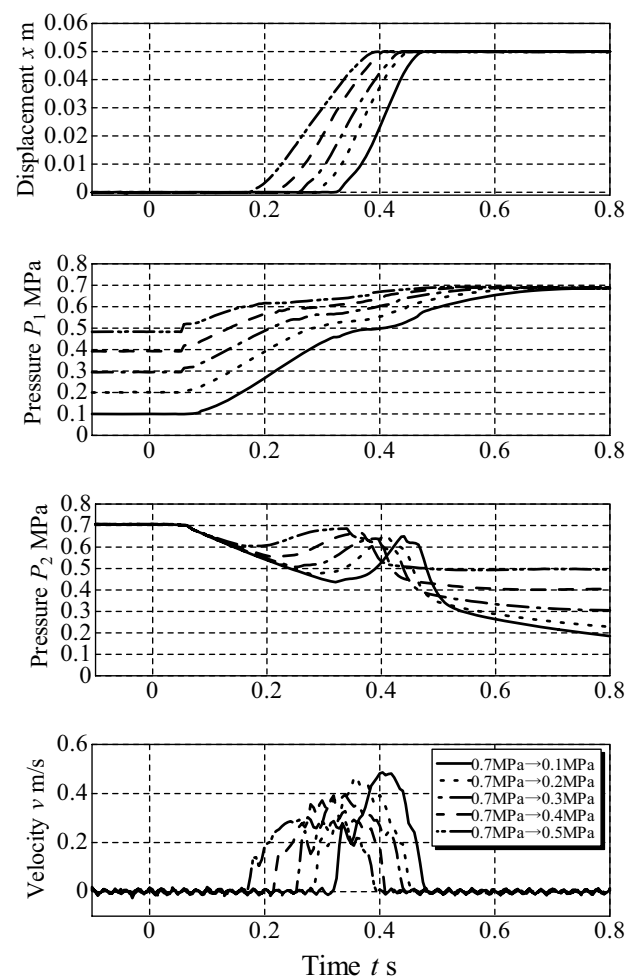 Displacement x m
0.06
0.05
0.04
0.03
0.02
0.01
0
0 0.2 0.4 0.6 0.8
Pressure P1 MPa
0.8
0.7
0.6
0.5
0.4
0.3
0.2
0.1
0
0 0.2 0.4 0.6 0.8
Pressure P2 MPa
0.8
0.7
0.6
0.5
0.4
0.3
0.2
0.1
0 0.2 0.4 0.6 0.8
Velocity v m/s
0.6
0.4
0.2
0
0.7MPa→0.1MPa
0.7MPa→0.2MPa
0.7MPa→0.3MPa
0.7MPa→0.4MPa
0.7MPa→0.5MPa
0 0.2 0.4 0.6 0.8
Time t s